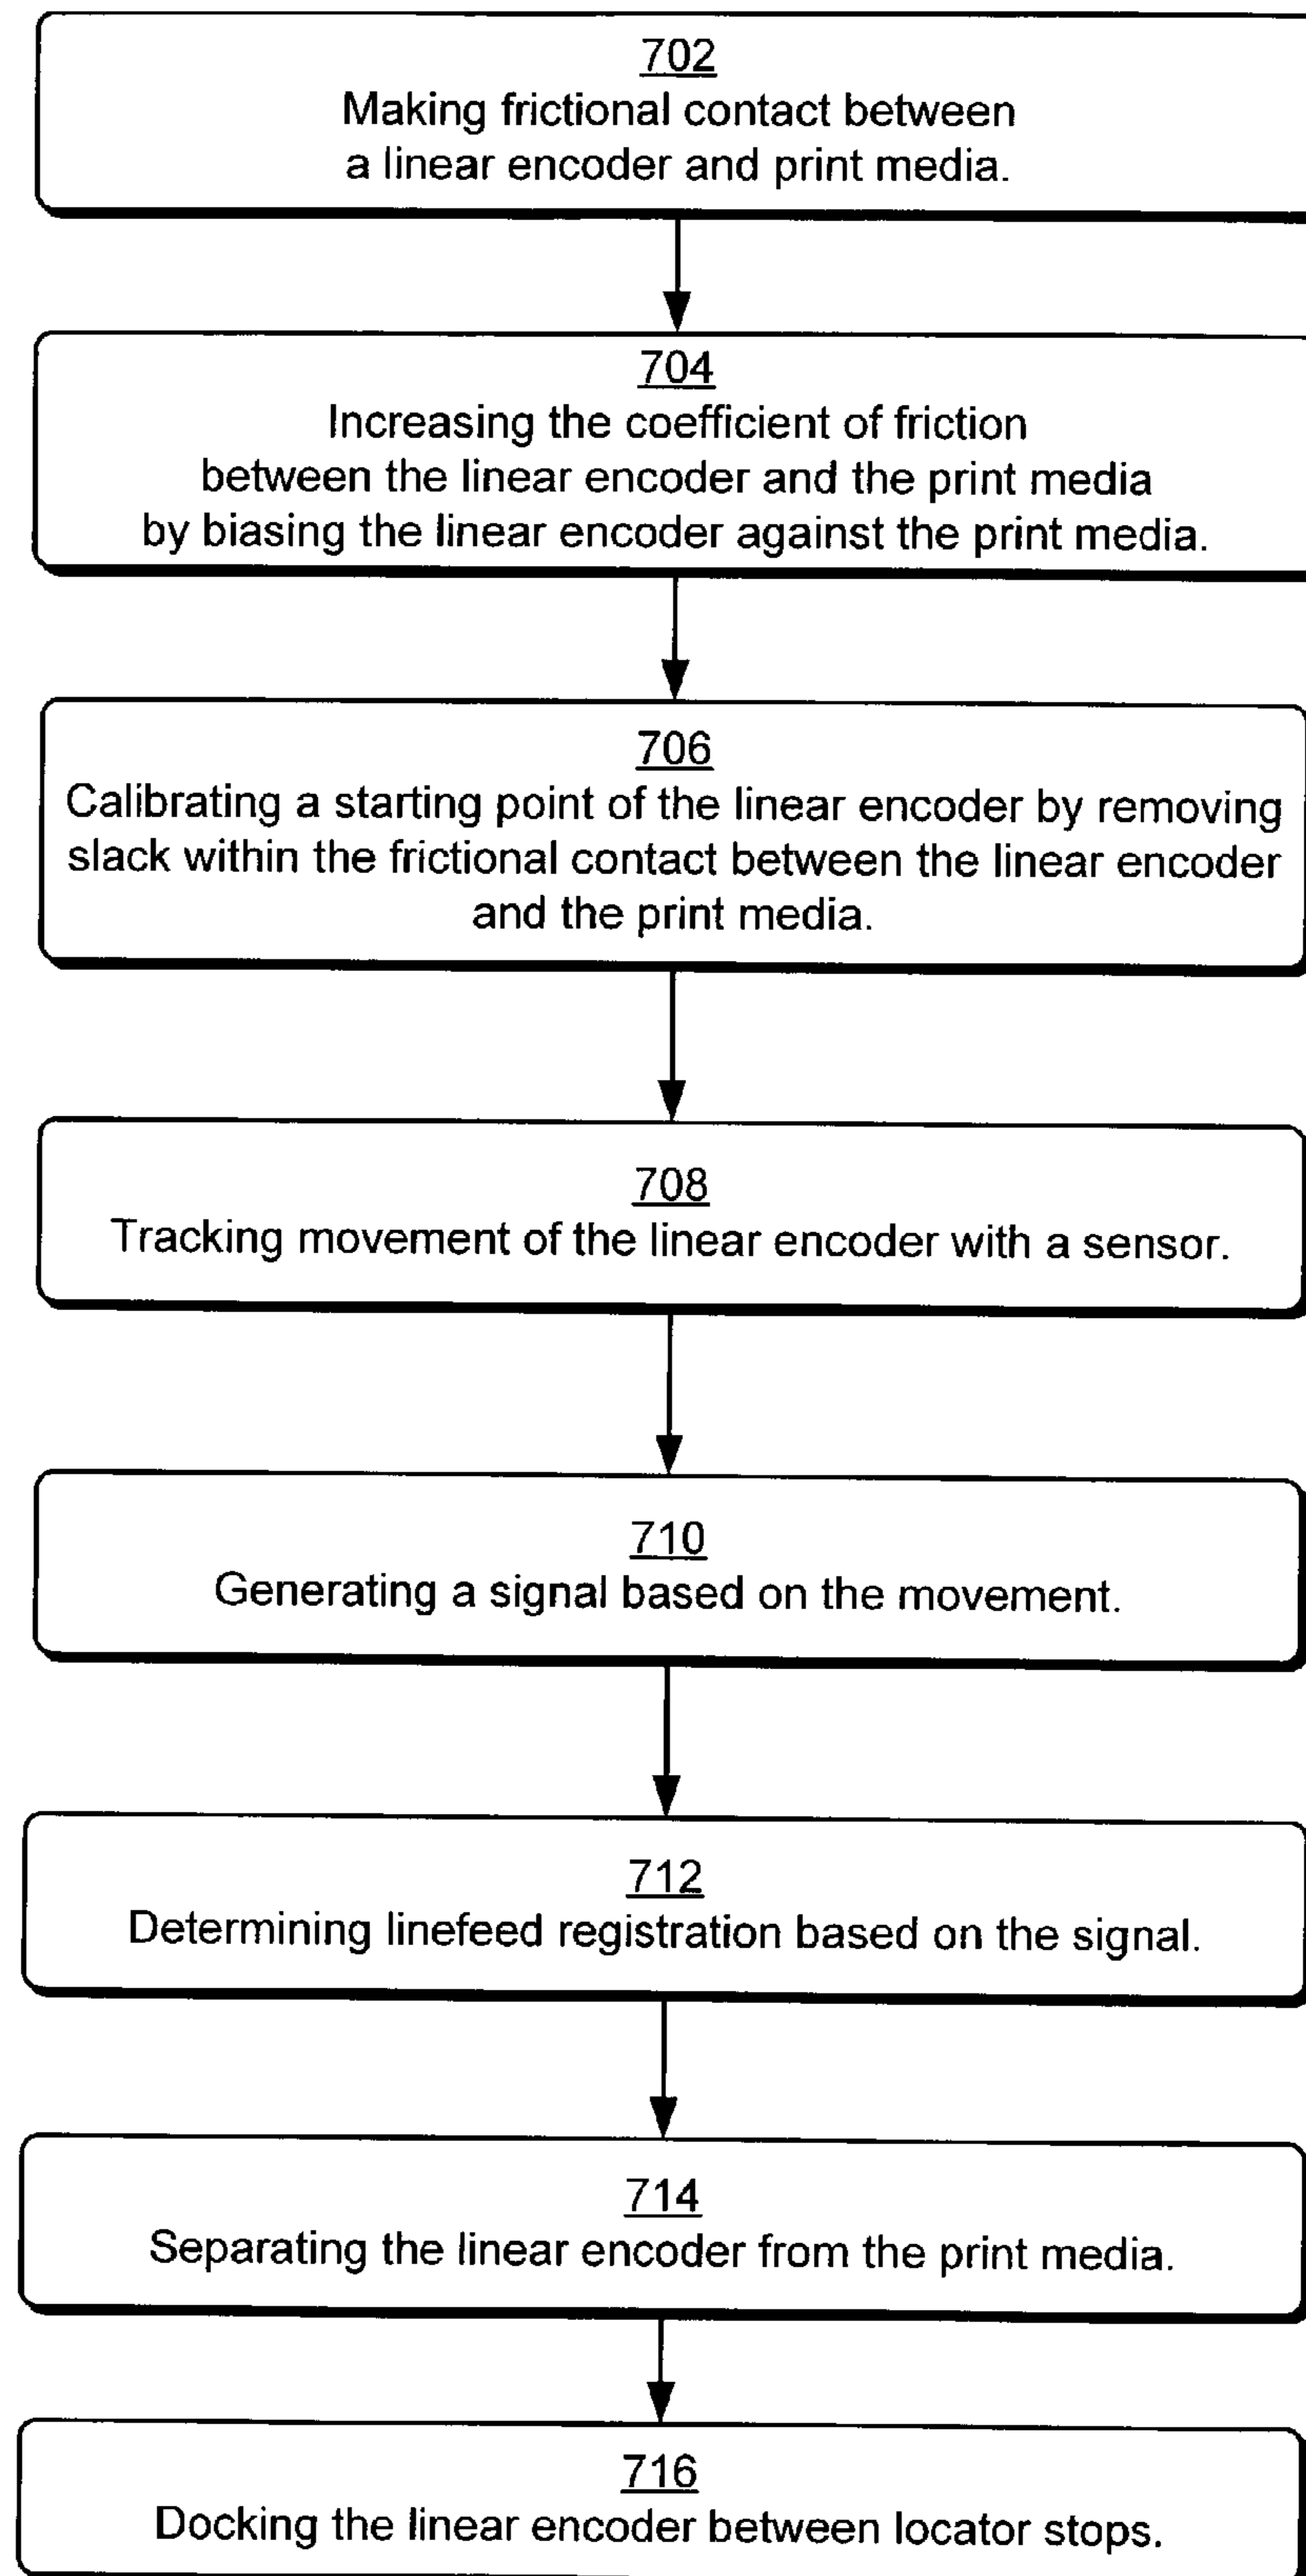 702
Making frictional contact between
a linear encoder and print media.
704
Increasing the coefficient of friction
between the linear encoder and the print media
by biasing the linear encoder against the print media.
706
Calibrating a starting point of the linear encoder by removing
slack within the frictional contact between the linear encoder
and the print media.
708
Tracking movement of the linear encoder with a sensor.
710
Generating a signal based on the movement.
712
Determining linefeed registration based on the signal.
714
Separating the linear encoder from the print media.
716
Docking the linear encoder between locator stops.